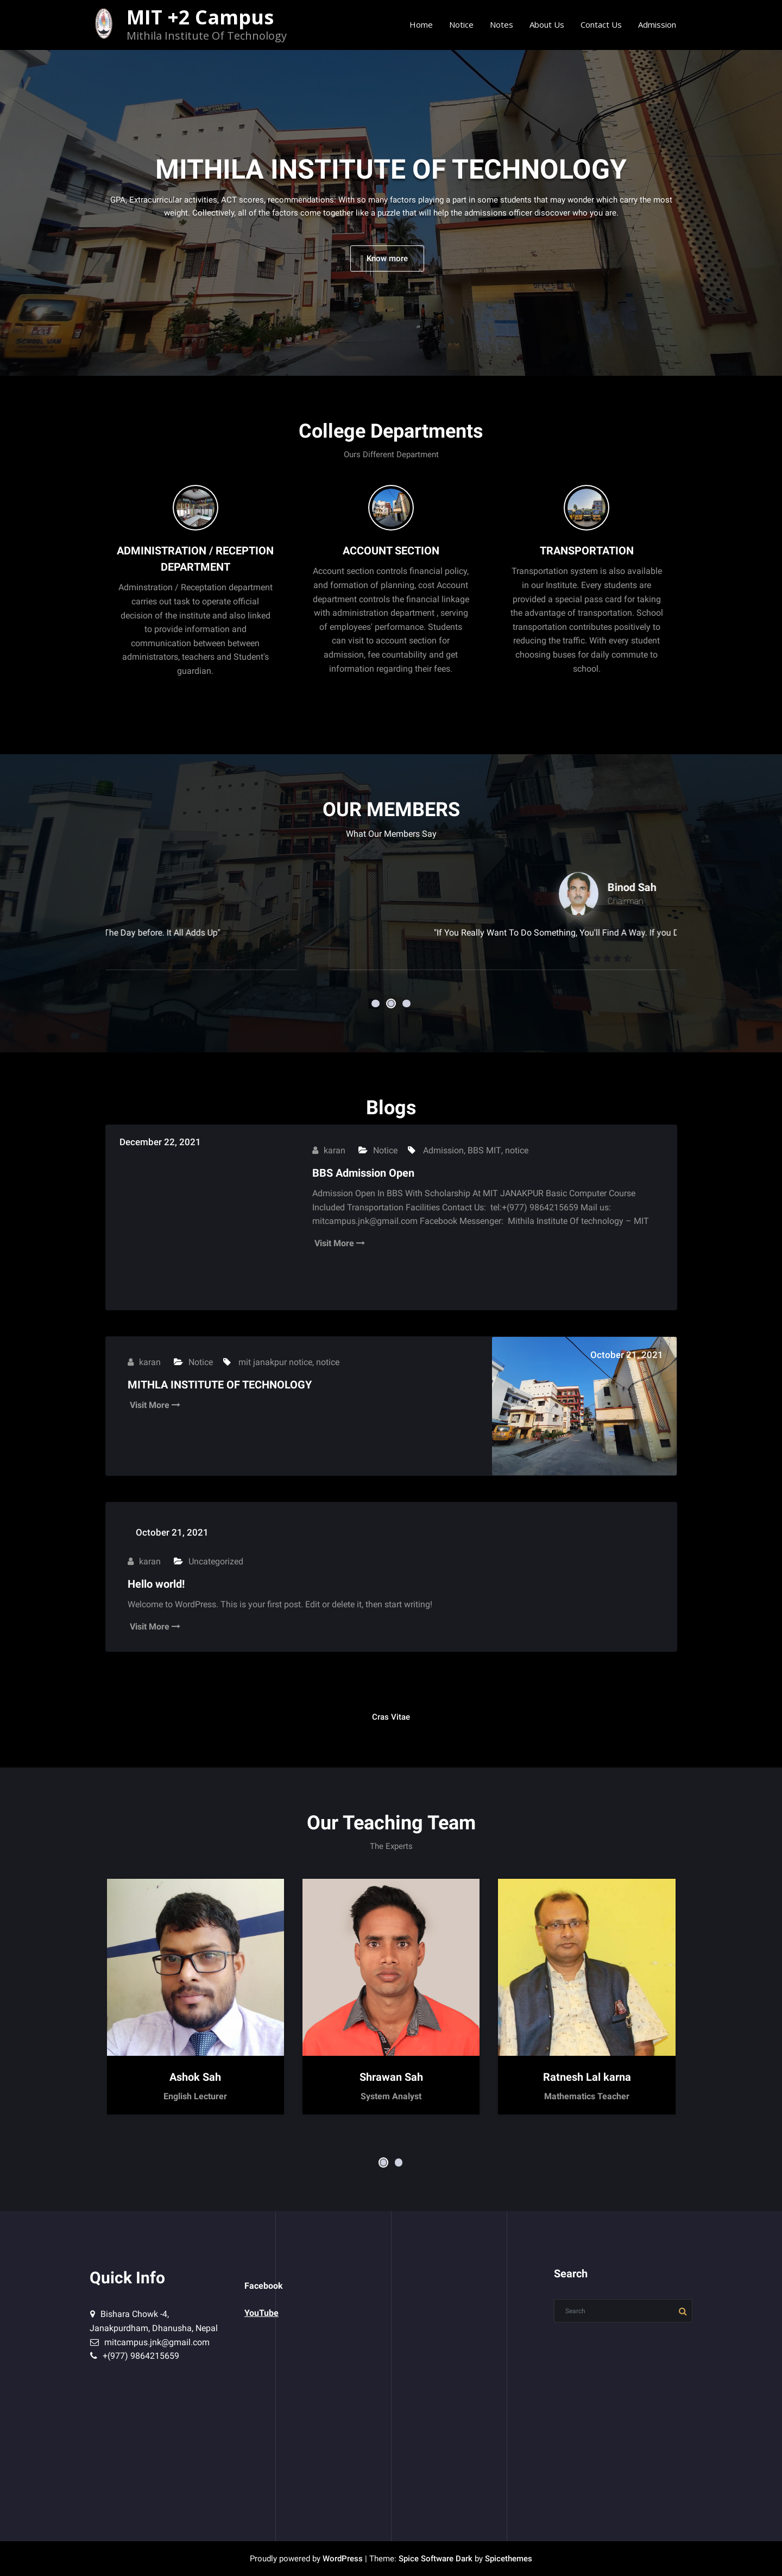 MIT +2 Campus
Mithila Institute Of Technology
Home Notice Notes About Us Contact Us Admission
MITHILA INSTITUTE OF TECHNOLOGY
GPA, Extracurricular activities, ACT scores, recommendations: With so many factors playing a part in some students that may wonder which carry the most
weight. Collectively, all of the factors come together like a puzzle that will help the admissions officer disocover who you are.
Know more
College Departments
Ours Different Department
ADMINISTRATION / RECEPTION
DEPARTMENT
Adminstration / Receptation department
carries out task to operate official
decision of the institute and also linked
to provide information and
communication between between
administrators, teachers and Student's
guardian.
ACCOUNT SECTION
Account section controls financial policy,
and formation of planning, cost Account
department controls the financial linkage
with administration department , serving
of employees' performance. Students
can visit to account section for
admission, fee countability and get
information regarding their fees.
TRANSPORTATION
Transportation system is also available
in our Institute. Every students are
provided a special pass card for taking
the advantage of transportation. School
transportation contributes positively to
reducing the traffic. With every student
choosing buses for daily commute to
school.
OUR MEMBERS
What Our Members Say
Binod Sah
Chairman
The Day before. It All Adds Up"
"If You Really Want To Do Something, You'll Find A Way. If you D
Blogs
December 22, 2021
karan Notice Admission, BBS MIT, notice
BBS Admission Open
Admission Open In BBS With Scholarship At MIT JANAKPUR Basic Computer Course
Included Transportation Facilities Contact Us: tel:+(977) 9864215659 Mail us:
mitcampus.jnk@gmail.com Facebook Messenger: Mithila Institute Of technology – MIT
Visit More
October 21, 2021
karan Notice mit janakpur notice, notice
MITHLA INSTITUTE OF TECHNOLOGY
Visit More
October 21, 2021
karan Uncategorized
Hello world!
Welcome to WordPress. This is your first post. Edit or delete it, then start writing!
Visit More
Cras Vitae
Our Teaching Team
The Experts
Ashok Sah
English Lecturer
Shrawan Sah
System Analyst
Ratnesh Lal karna
Mathematics Teacher
Quick Info
Bishara Chowk -4,
Janakpurdham, Dhanusha, Nepal
mitcampus.jnk@gmail.com
+(977) 9864215659
Facebook
YouTube
Search
Search
Proudly powered by WordPress | Theme: Spice Software Dark by Spicethemes